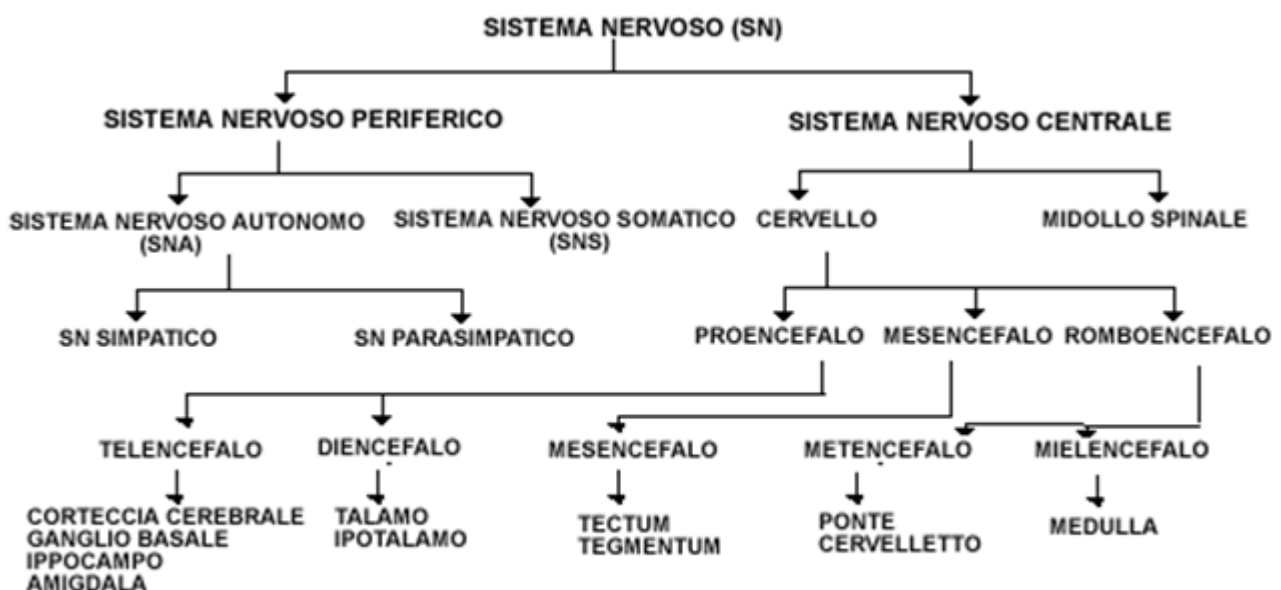 SISTEMA NERVOSO (SN)
SISTEMA NERVOSO PERIFERICO
SISTEMA NERVOSO CENTRALE
SISTEMA NERVOSO AUTONOMO
(SNA)
SISTEMA NERVOSO SOMATICO
(SNS)
CERVELLO
MIDOLLO SPINALE
SN SIMPATICO
SN PARASIMPATICO
PROENCEFALO
MESENCEFALO
ROMBOENCEFALO
TELENCEFALO
DIENCEFALO
MESENCEFALO
METENCEFALO
MIELENCEFALO
CORTECCIA CEREBRALE
GANGLIO BASALE
IPPOCAMPO
AMIGDALA
TALAMO
IPOTALAMO
TECTUM
TEGMENTUM
PONTE
CERVELLETTO
MEDULLA